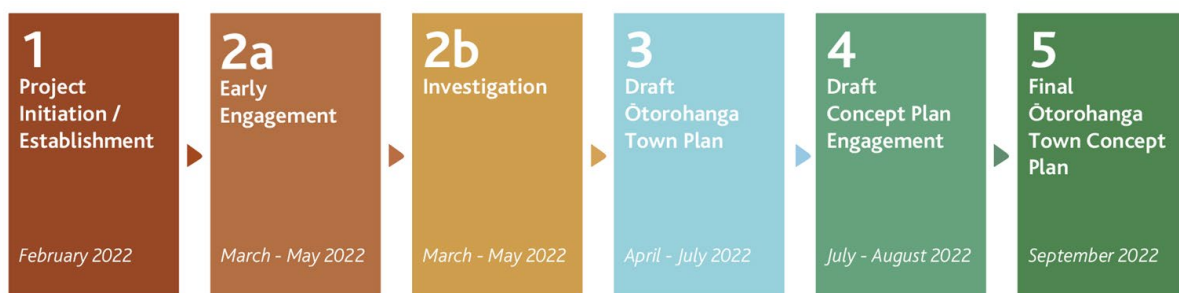 1
Project
Initiation /
Establishment
February 2022
2a
Early
Engagement
March - May 2022
2b
Investigation
March - May 2022
3
Draft
Ōtorohanga
Town Plan
April - July 2022
4
Draft
Concept Plan
Engagement
July - August 2022
5
Final
Ōtorohanga
Town Concept
Plan
September 2022